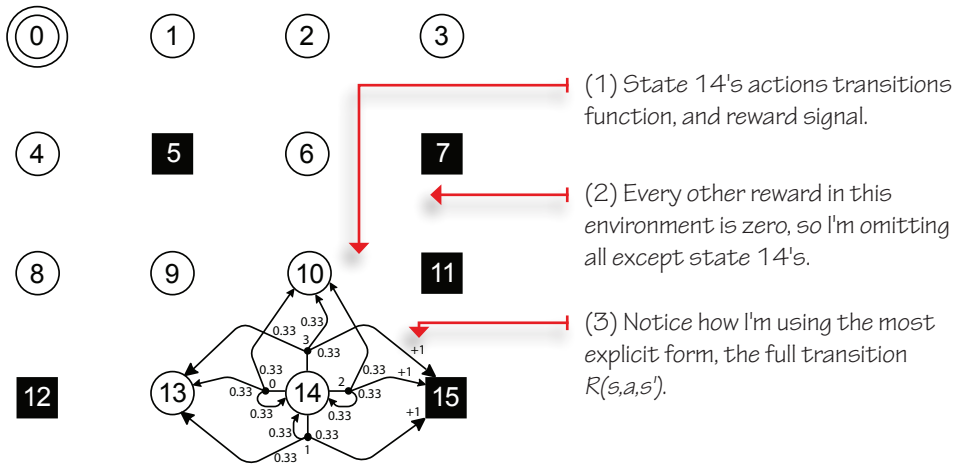 0 1 2 3
(1) State 14's actions transitions
function, and reward signal.
4 5 6 7
(2) Every other reward in this
environment is zero, so I'm omitting
all except state 14's.
8 9 10 11
(3) Notice how I'm using the most
explicit form, the full transition
R(s,a,s').
0.33 0.33
3
0.33 +1
0.33 0.33 +1
12 13 0.33 0 14 2 0.33 15
0.33 0.33 +1
0.33 0.33
1
0.33